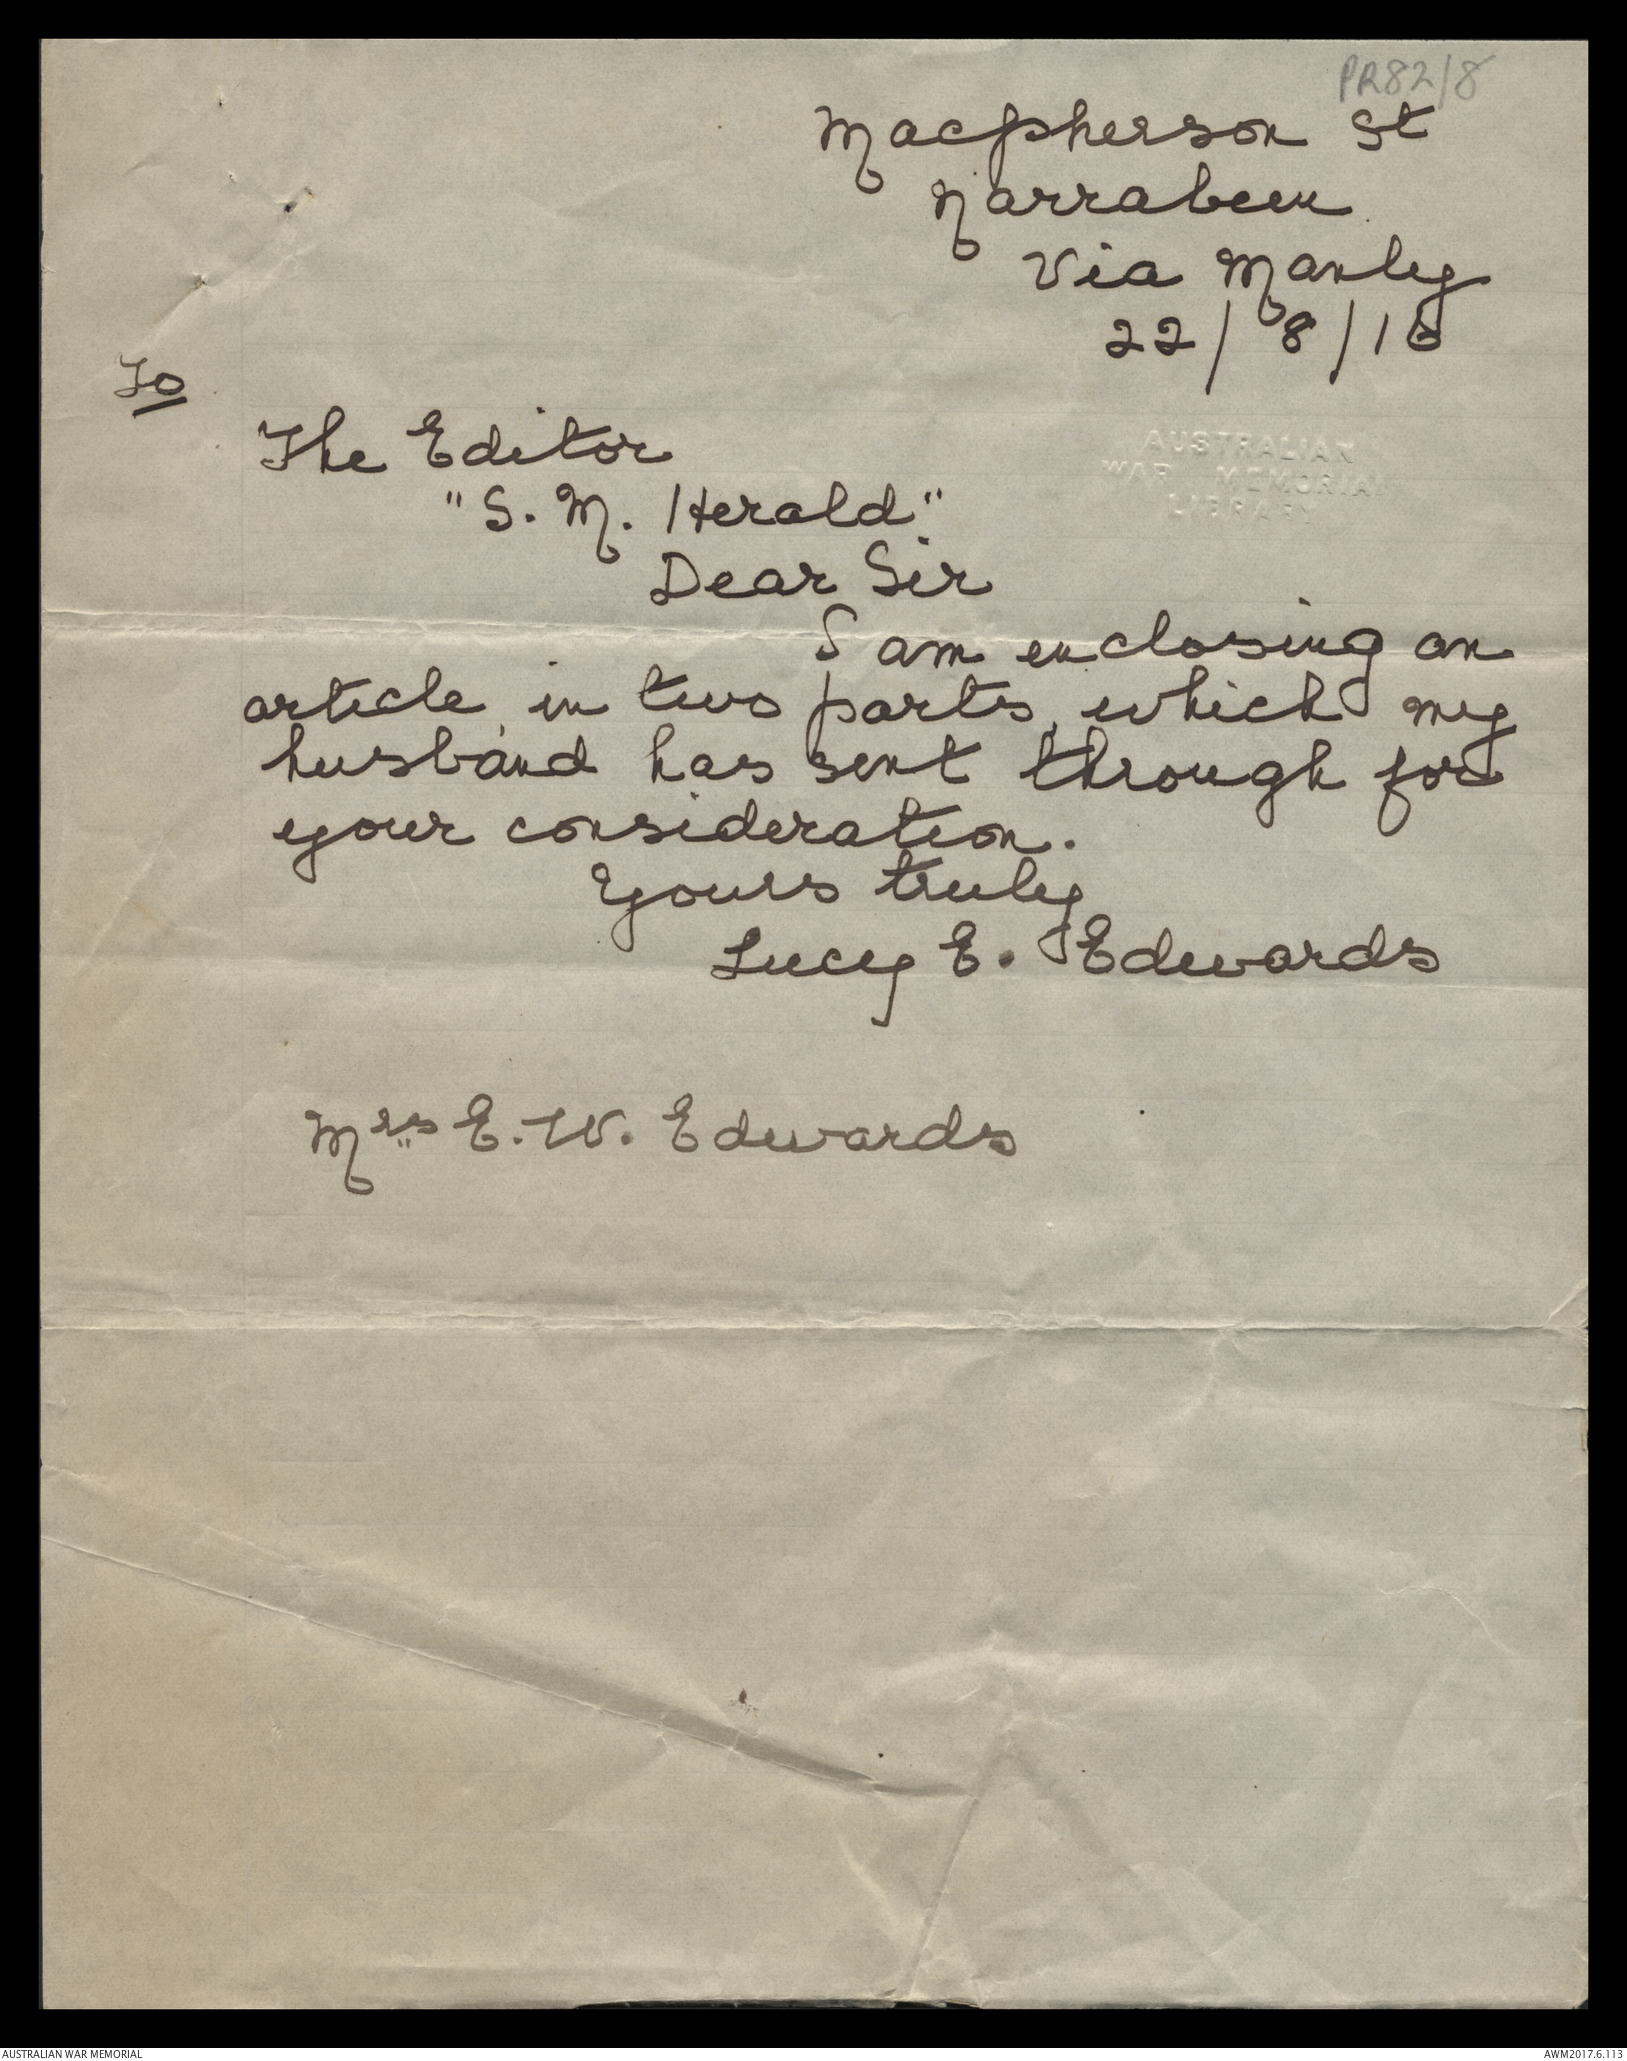 PR82/8
Macpherson St
Narrabeen
Via Manly
22/8/16
To
The Editor
"S. M. Herald"
AUSTRALIAN
WAR MEMORIAL
LIBRARY
Dear Sir
I am enclosing an
article, in two parts, which my
husband has sent through for
your consideration.
Yours truly
Lucy E. Edwards
Mrs E. W. Edwards
AUSTRALIAN WAR MEMORIAL
AWM2017.6.113